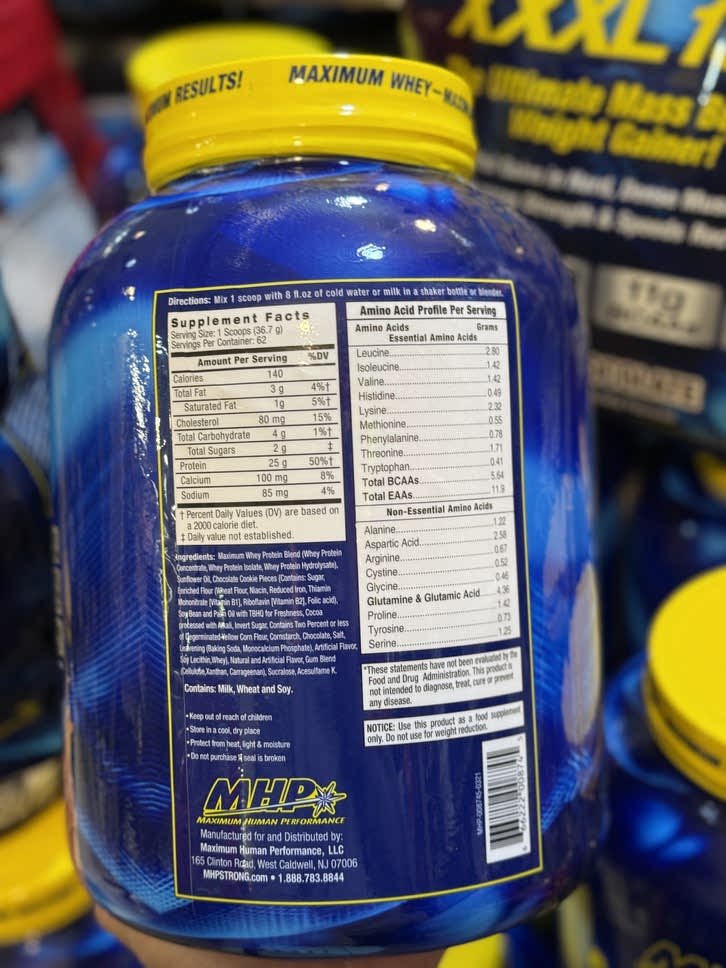 XXXL 1
Ultimate Mass
Weight Gainer!
11g
RESULTS!
MAXIMUM WHEY–
Directions: Mix 1 scoop with 8 fl.oz of cold water or milk in a shaker bottle or blender.
Supplement Facts
Serving Size: 1 Scoops (36.7 g)
Servings Per Container: 62
Amount Per Serving %DV
Calories 140
Total Fat 3 g 4%†
Saturated Fat 1g 5%†
Cholesterol 80 mg 15%
Total Carbohydrate 4 g 1%†
Total Sugars 2 g ‡
Protein 25 g 50%†
Calcium 100 mg 8%
Sodium 85 mg 4%
† Percent Daily Values (DV) are based on
a 2000 calorie diet.
‡ Daily value not established.
Ingredients: Maximum Whey Protein Blend (Whey Protein
Concentrate, Whey Protein Isolate, Whey Protein Hydrolysate),
Sunflower Oil, Chocolate Cookie Pieces (Contains: Sugar,
Enriched Flour (Wheat Flour, Niacin, Reduced Iron, Thiamin
Mononitrate [Vitamin B1], Riboflavin [Vitamin B2], Folic acid),
Soy Bean and Palm Oil with TBHQ for Freshness, Cocoa
processed with Alkali, Invert Sugar, Contains Two Percent or less
of Degerminated Yellow Corn Flour, Cornstarch, Chocolate, Salt,
Leavening (Baking Soda, Monocalcium Phosphate), Artificial Flavor,
Soy Lecithin, Whey), Natural and Artificial Flavor, Gum Blend
(Cellulose, Xanthan, Carrageenan), Sucralose, Acesulfame K.
Contains: Milk, Wheat and Soy.
• Keep out of reach of children
• Store in a cool, dry place
• Protect from heat, light & moisture
• Do not purchase if seal is broken
MHP
MAXIMUM HUMAN PERFORMANCE
Manufactured for and Distributed by:
Maximum Human Performance, LLC
165 Clinton Road, West Caldwell, NJ 07006
MHPSTRONG.com • 1.888.783.8844
Amino Acid Profile Per Serving
Amino Acids Grams
Essential Amino Acids
Leucine 2.80
Isoleucine 1.42
Valine 1.42
Histidine 0.49
Lysine 2.32
Methionine 0.55
Phenylalanine 0.78
Threonine 1.71
Tryptophan 0.41
Total BCAAs 5.64
Total EAAs 11.9
Non-Essential Amino Acids
Alanine 1.22
Aspartic Acid 2.58
Arginine 0.67
Cystine 0.52
Glycine 0.46
Glutamine & Glutamic Acid 4.36
Proline 1.42
Tyrosine 0.73
Serine 1.25
*These statements have not been evaluated by the
Food and Drug Administration. This product is
not intended to diagnose, treat, cure or prevent
any disease.
NOTICE: Use this product as a food supplement
only. Do not use for weight reduction.
MHP-008745-0321